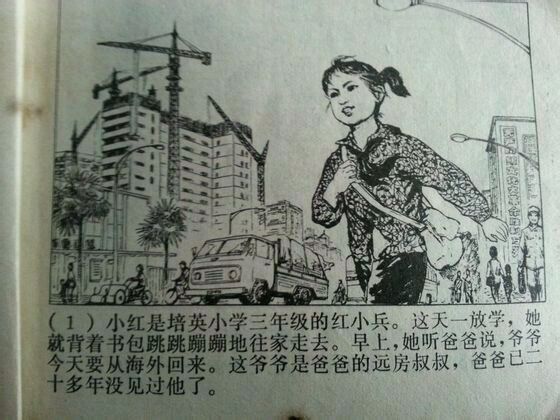 (1)小红是培英小学三年级的红小兵。这天一放学，她
就背着书包跳跳蹦蹦地往家走去。早上，她听爸爸说，爷爷
今天要从海外回来。这爷爷是爸爸的远房叔叔，爸爸已二
十多年没见过他了。